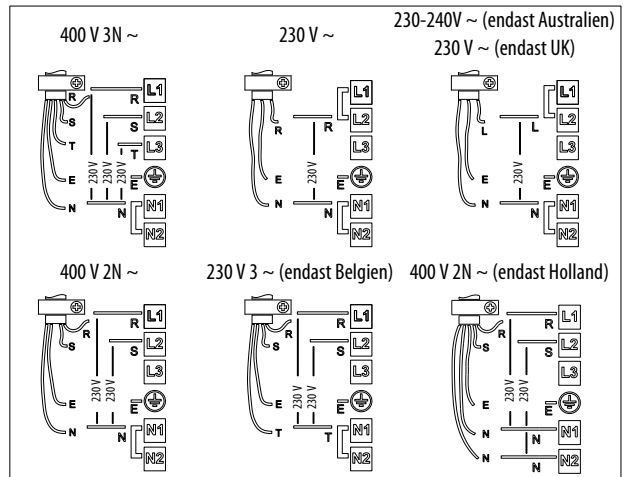 400 V 3N ~
R
S
T
E
N
230 V
230 V
230 V
R
S
T
E
N
L1
L2
L3
N1
N2
230 V ~
R
E
N
230 V
R
E
N
L1
L2
L3
N1
N2
230-240V ~ (endast Australien)
230 V ~ (endast UK)
L
E
N
230 V
L
E
N
L1
L2
L3
N1
N2
400 V 2N ~
R
S
E
N
230 V
230 V
R
S
E
N
L1
L2
L3
N1
N2
230 V 3 ~ (endast Belgien)
R
S
E
T
230 V
230 V
R
S
E
T
L1
L2
L3
N1
N2
400 V 2N ~ (endast Holland)
R
S
E
N
N
230 V
230 V
R
S
E
N
N
L1
L2
L3
N1
N2